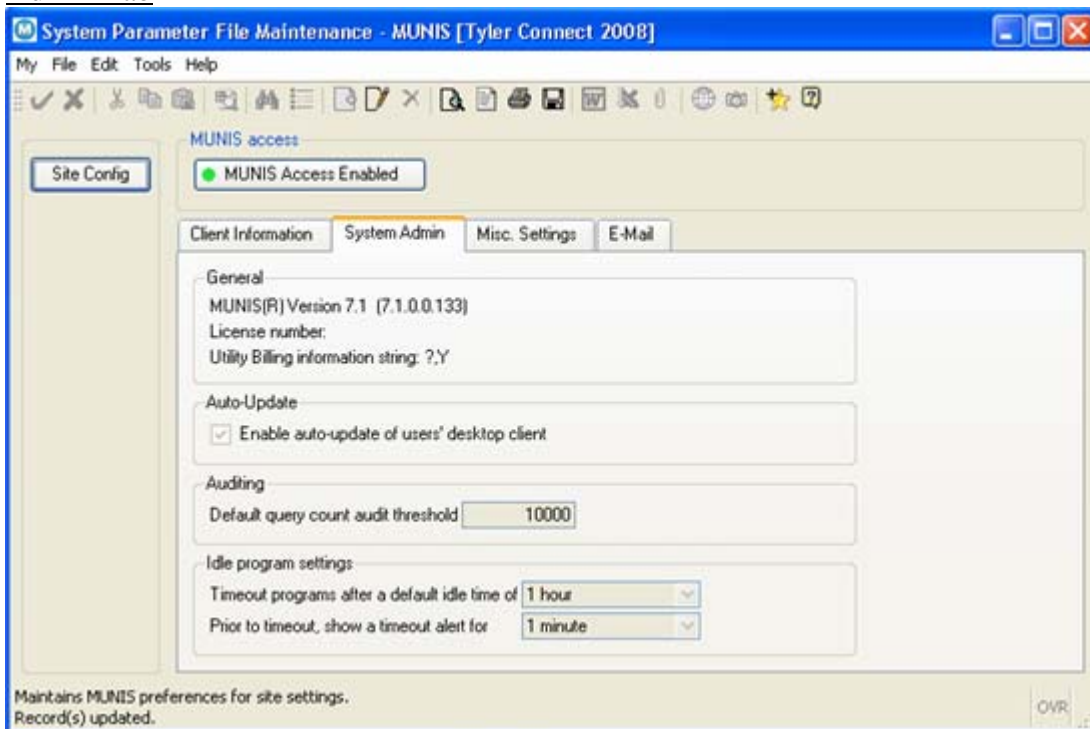 System Parameter File Maintenance - MUNIS [Tyler Connect 2008]
My File Edit Tools Help
MUNIS access
Site Config
MUNIS Access Enabled
Client Information System Admin Misc. Settings E-Mail
General
MUNIS(R) Version 7.1 (7.1.0.0.133)
License number:
Utility Billing information string: ?,Y
Auto-Update
Enable auto-update of users' desktop client
Auditing
Default query count audit threshold 10000
Idle program settings
Timeout programs after a default idle time of 1 hour
Prior to timeout, show a timeout alert for 1 minute
Maintains MUNIS preferences for site settings.
Record(s) updated.
OVR